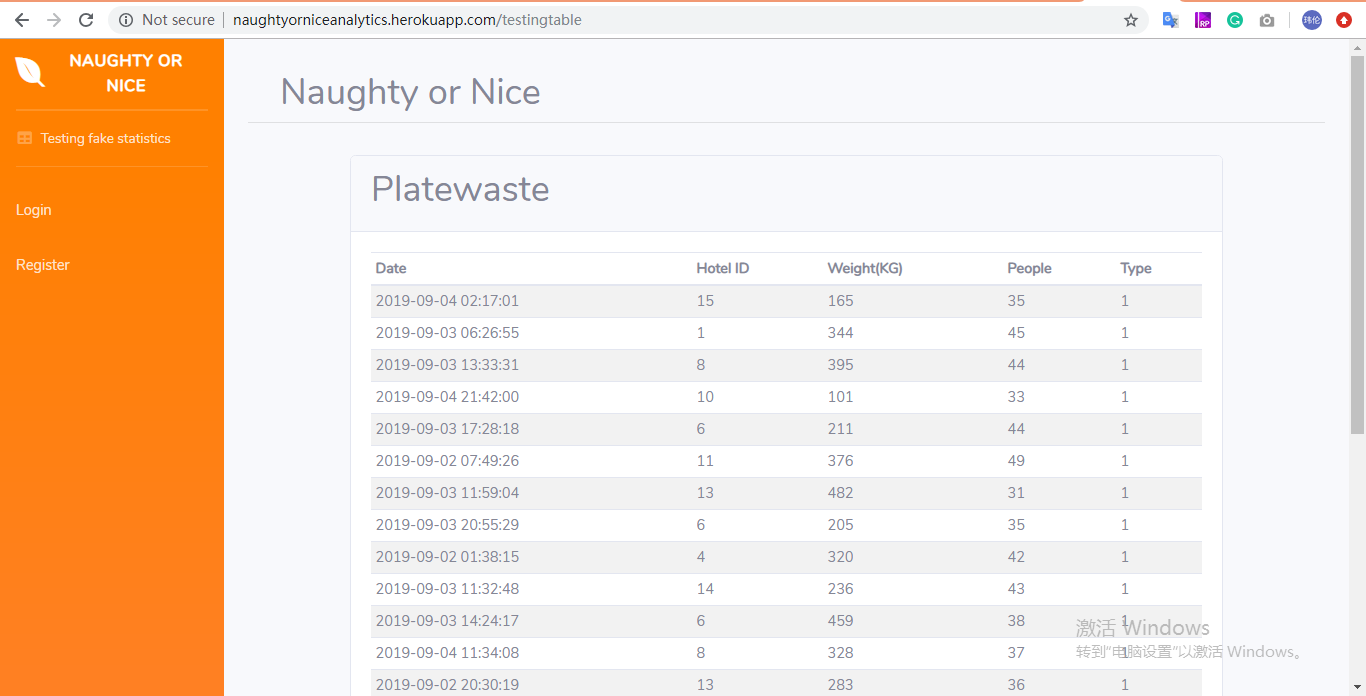 Not secure | naughtyorniceanalytics.herokuapp.com/testingtable
RP
玮伦
NAUGHTY OR
NICE
Testing fake statistics
Login
Register
Naughty or Nice
Platewaste
Date Hotel ID Weight(KG) People Type
2019-09-04 02:17:01 15 165 35 1
2019-09-03 06:26:55 1 344 45 1
2019-09-03 13:33:31 8 395 44 1
2019-09-04 21:42:00 10 101 33 1
2019-09-03 17:28:18 6 211 44 1
2019-09-02 07:49:26 11 376 49 1
2019-09-03 11:59:04 13 482 31 1
2019-09-03 20:55:29 6 205 35 1
2019-09-02 01:38:15 4 320 42 1
2019-09-03 11:32:48 14 236 43 1
2019-09-03 14:24:17 6 459 38 1
2019-09-04 11:34:08 8 328 37 1
2019-09-02 20:30:19 13 283 36 1
激活 Windows
转到“电脑设置”以激活 Windows。